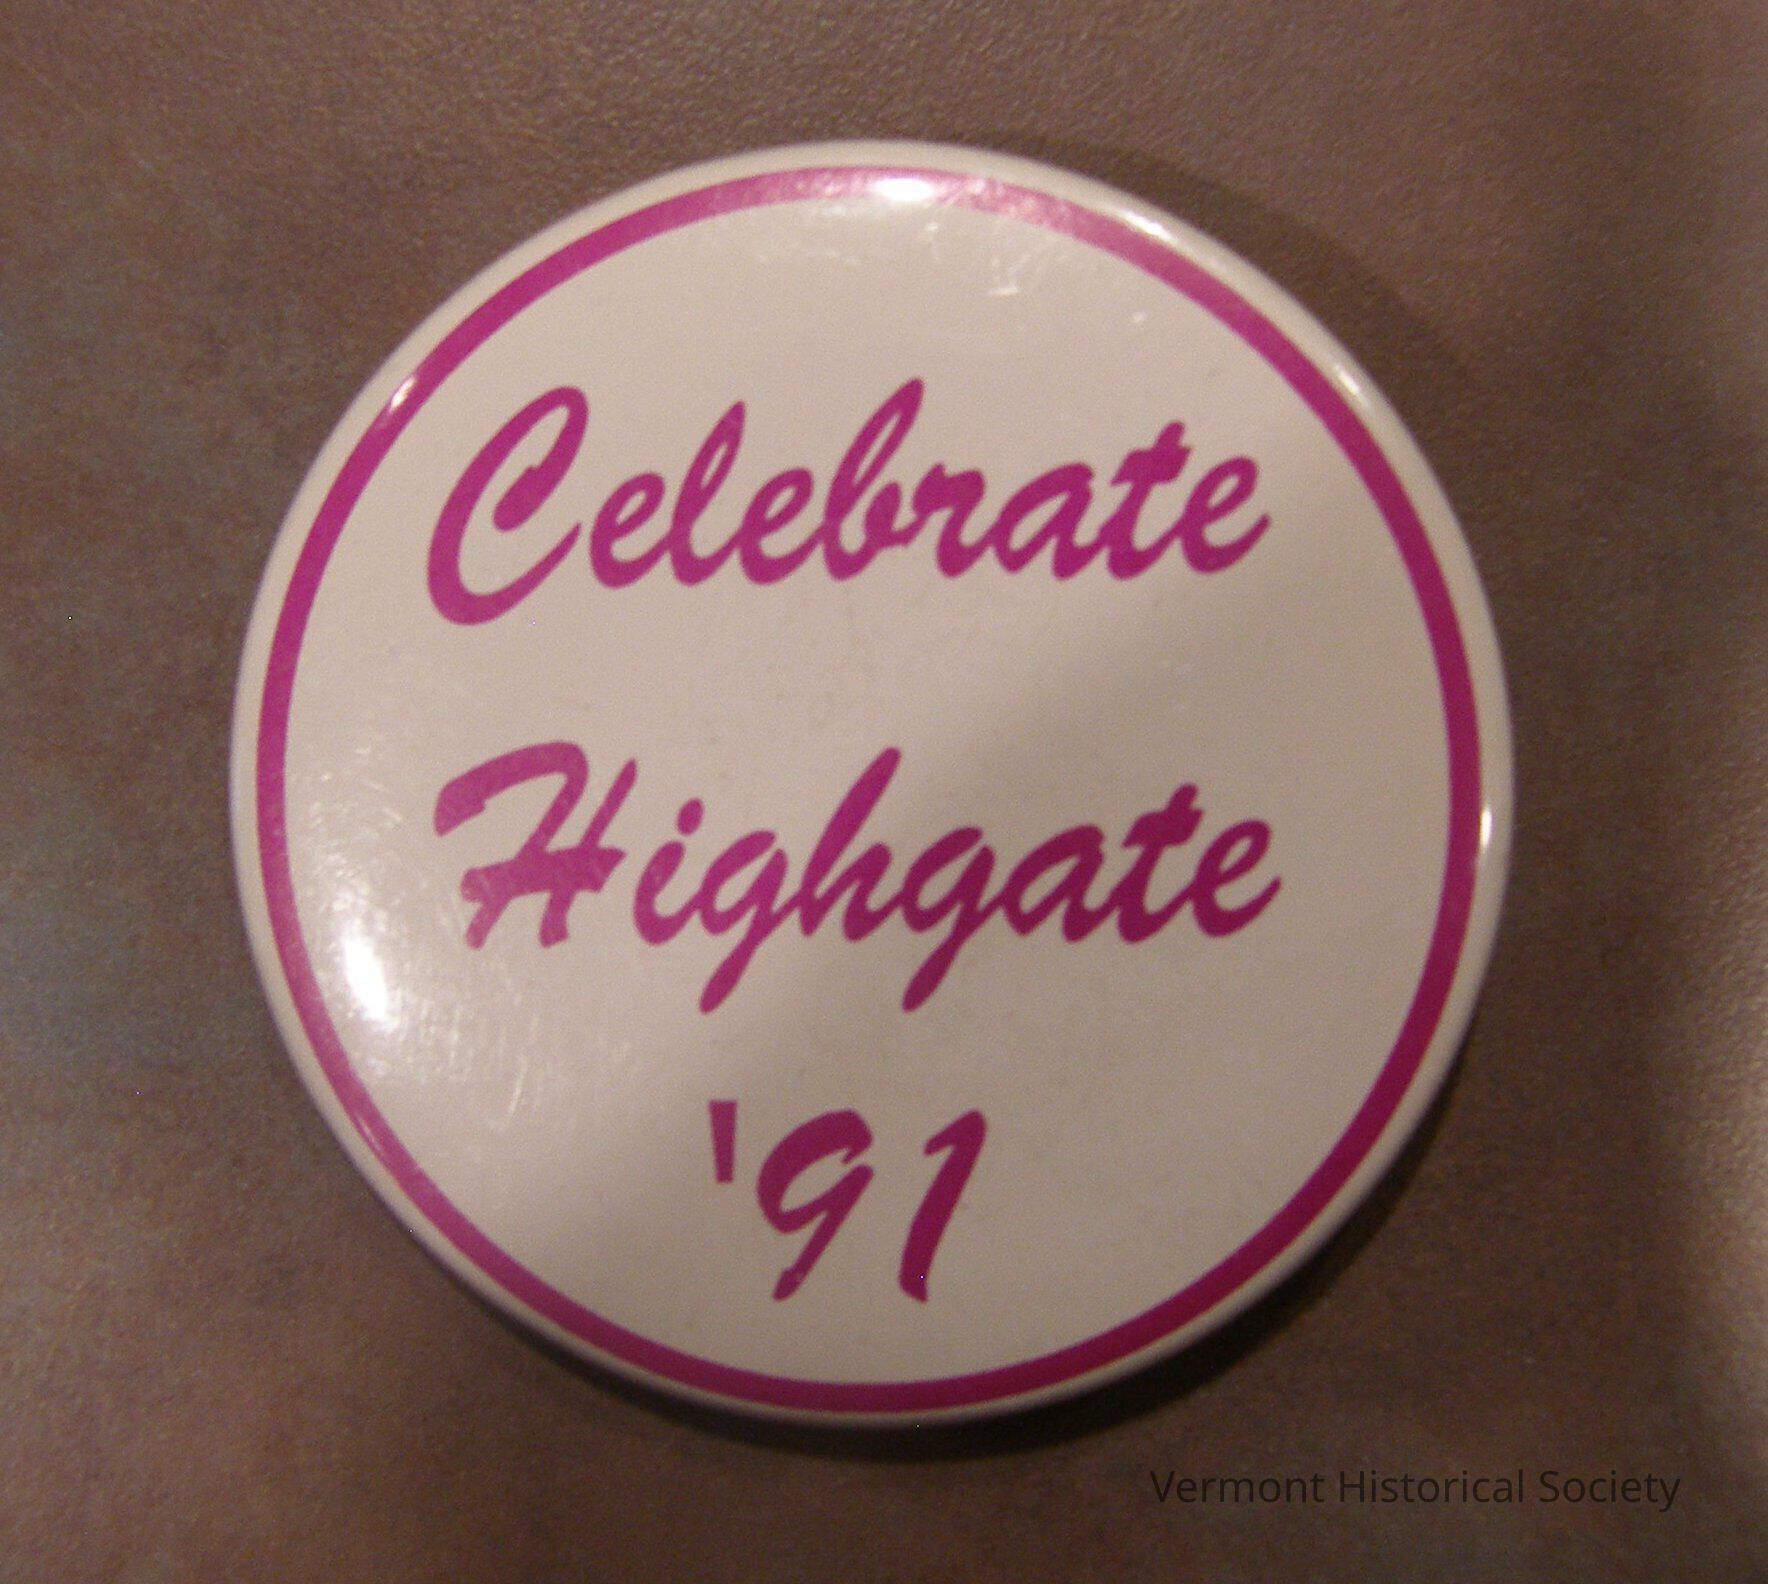 Celebrate
Highgate
'91
Vermont Historical Society